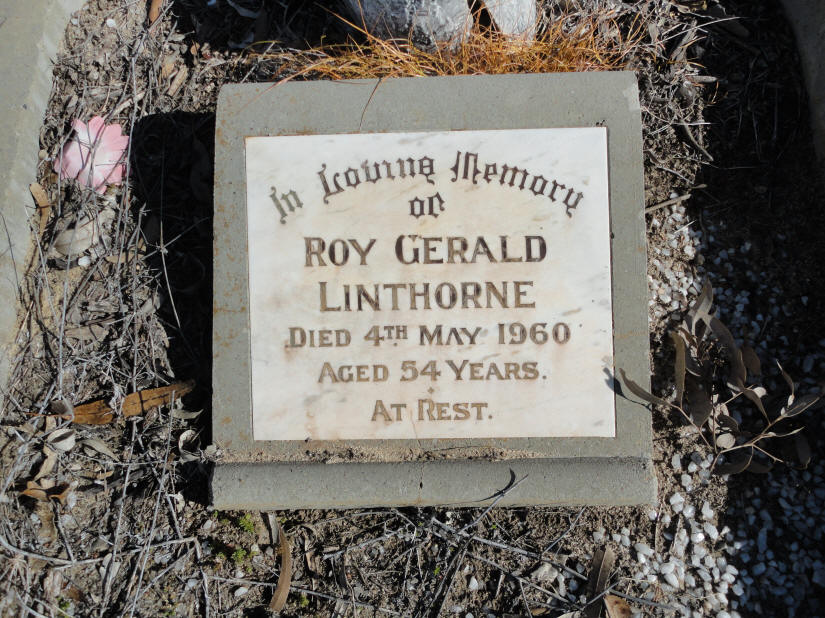 In Loving Memory
of
ROY GERALD
LINTHORNE
DIED 4TH MAY 1960
AGED 54 YEARS.
AT REST.